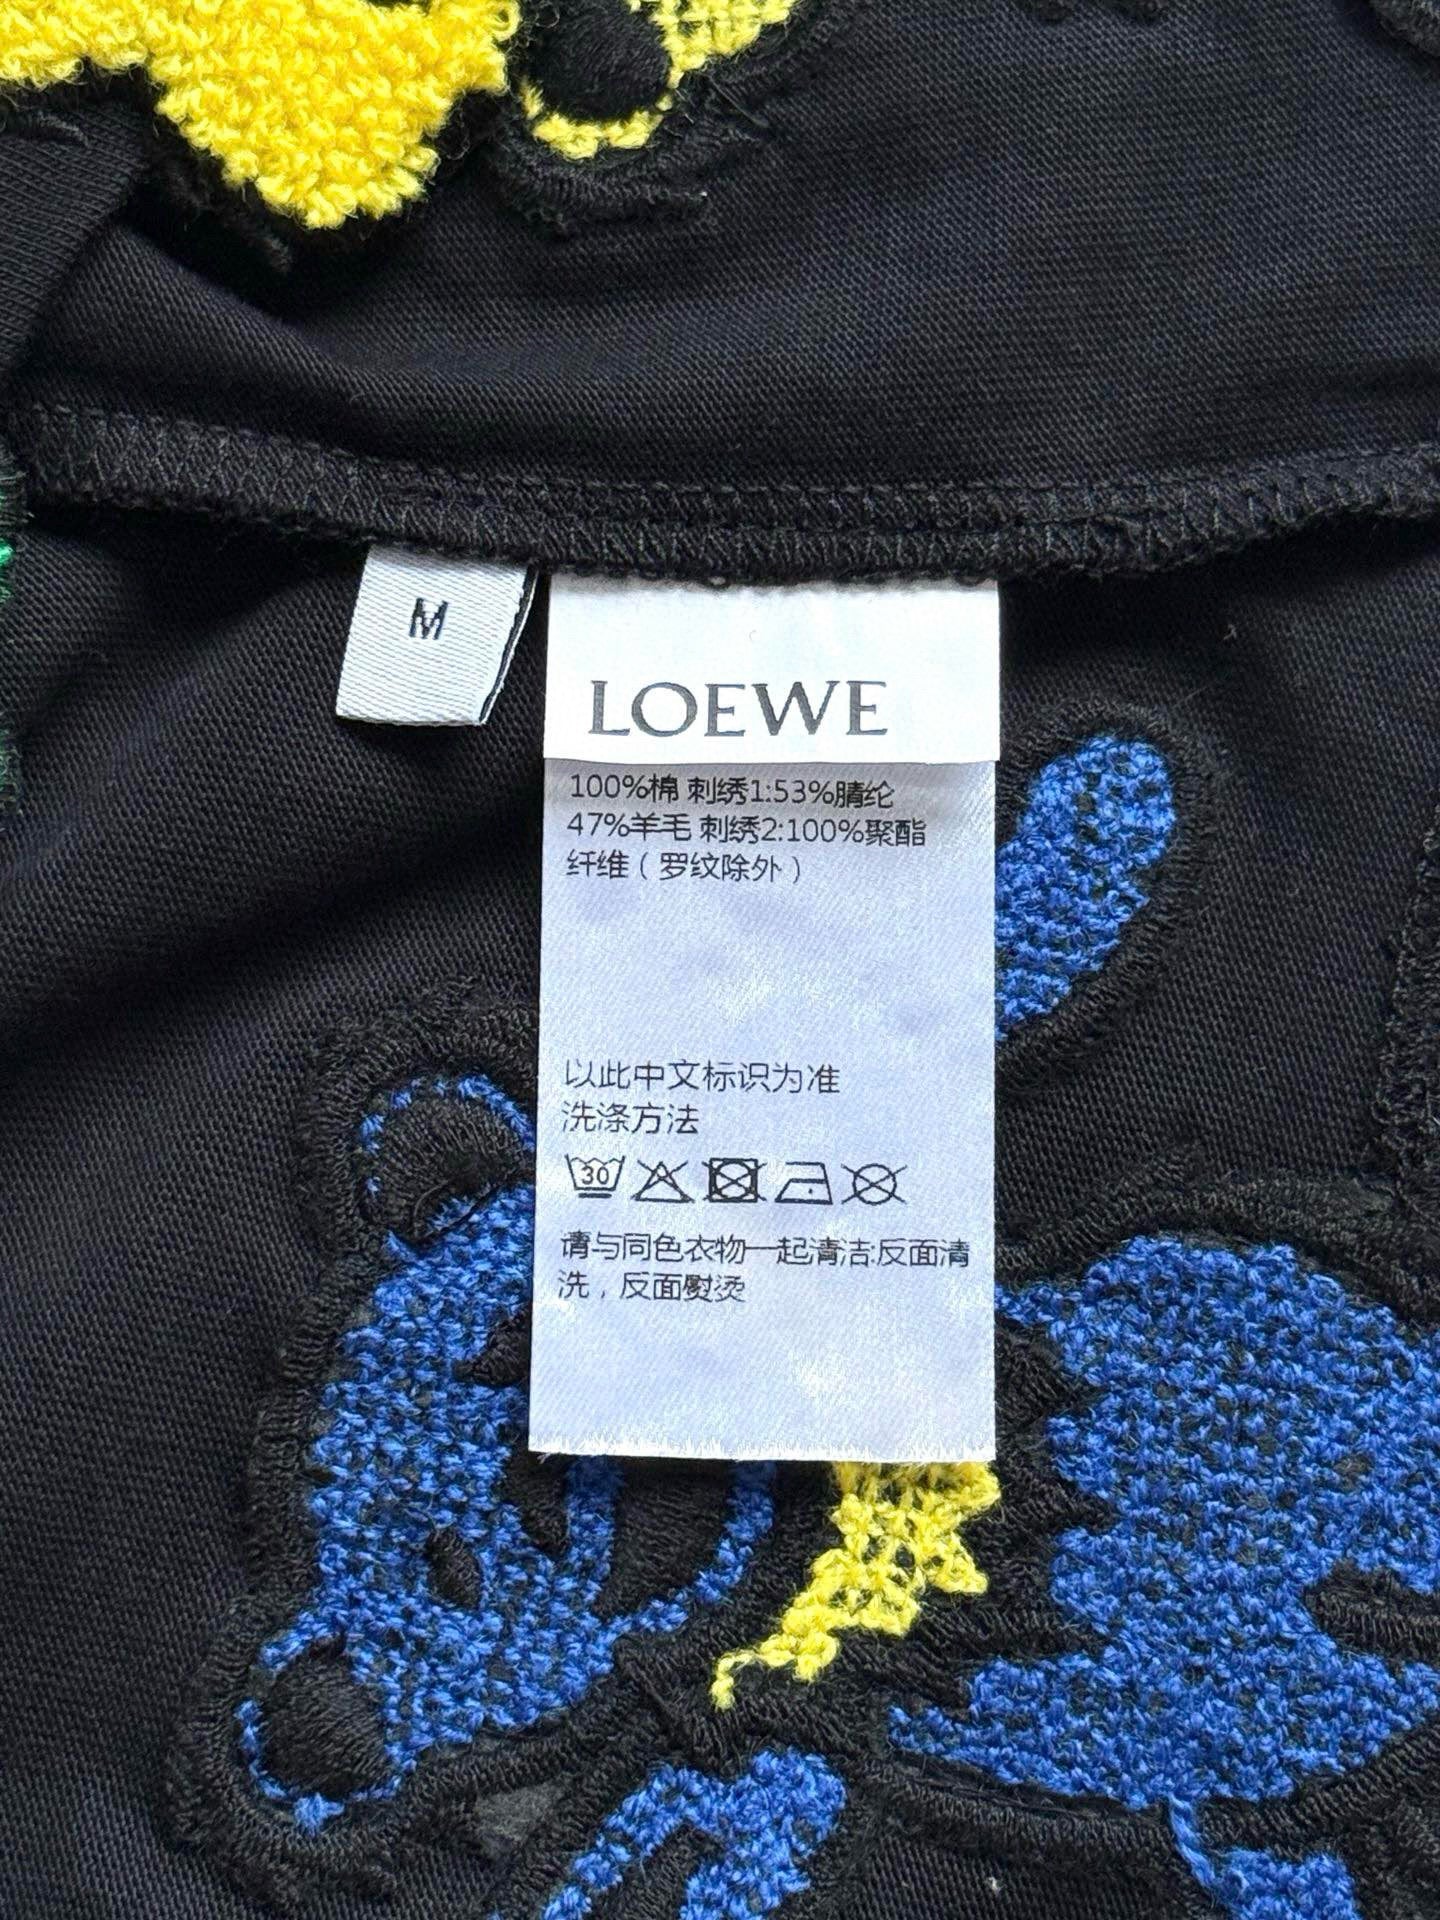 M
LOEWE
100%棉 刺绣1:53%腈纶
47%羊毛 刺绣2:100%聚酯
纤维（罗纹除外）
以此中文标识为准
洗涤方法
30
请与同色衣物一起清洁:反面清
洗，反面熨烫